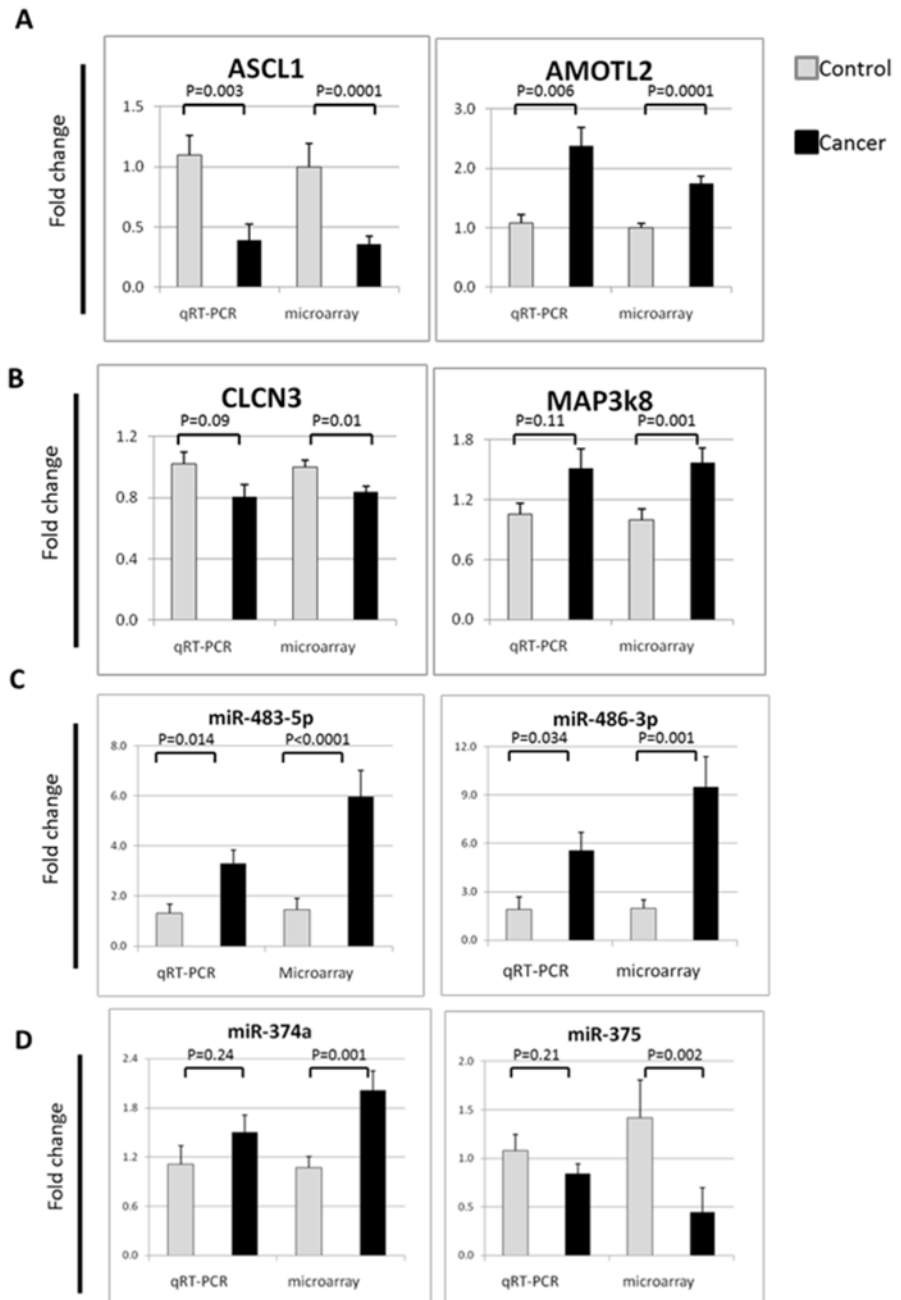 A
ASCL1
P=0.003 P=0.0001
1.5
1.0
0.5
0.0
qRT-PCR microarray
Fold change
AMOTL2
P=0.006 P=0.0001
3.0
2.0
1.0
0.0
qRT-PCR microarray
Control
Cancer
B
CLCN3
P=0.09 P=0.01
1.2
0.8
0.4
0.0
qRT-PCR microarray
Fold change
MAP3k8
P=0.11 P=0.001
1.8
1.2
0.6
0.0
qRT-PCR microarray
C
miR-483-5p
P=0.014 P<0.0001
8.0
6.0
4.0
2.0
0.0
qRT-PCR Microarray
Fold change
miR-486-3p
P=0.034 P=0.001
12.0
9.0
6.0
3.0
0.0
qRT-PCR microarray
D
miR-374a
P=0.24 P=0.001
2.4
1.8
1.2
0.6
0.0
qRT-PCR microarray
Fold change
miR-375
P=0.21 P=0.002
2.0
1.5
1.0
0.5
0.0
qRT-PCR microarray